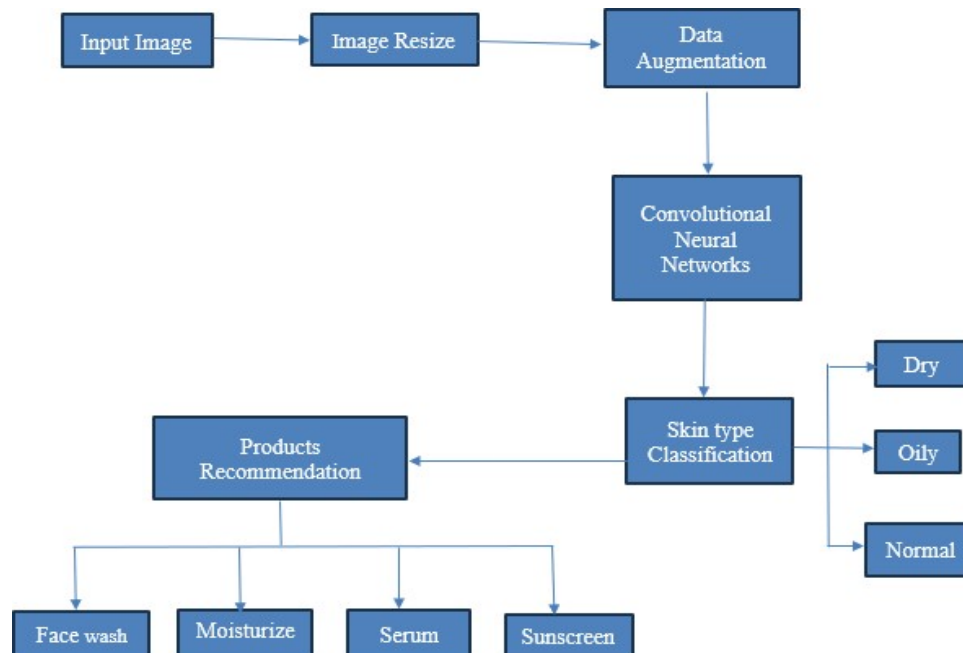 Input Image
Image Resize
Data
Augmentation
Convolutional
Neural
Networks
Skin type
Classification
Dry
Oily
Normal
Products
Recommendation
Face wash
Moisturize
Serum
Sunscreen